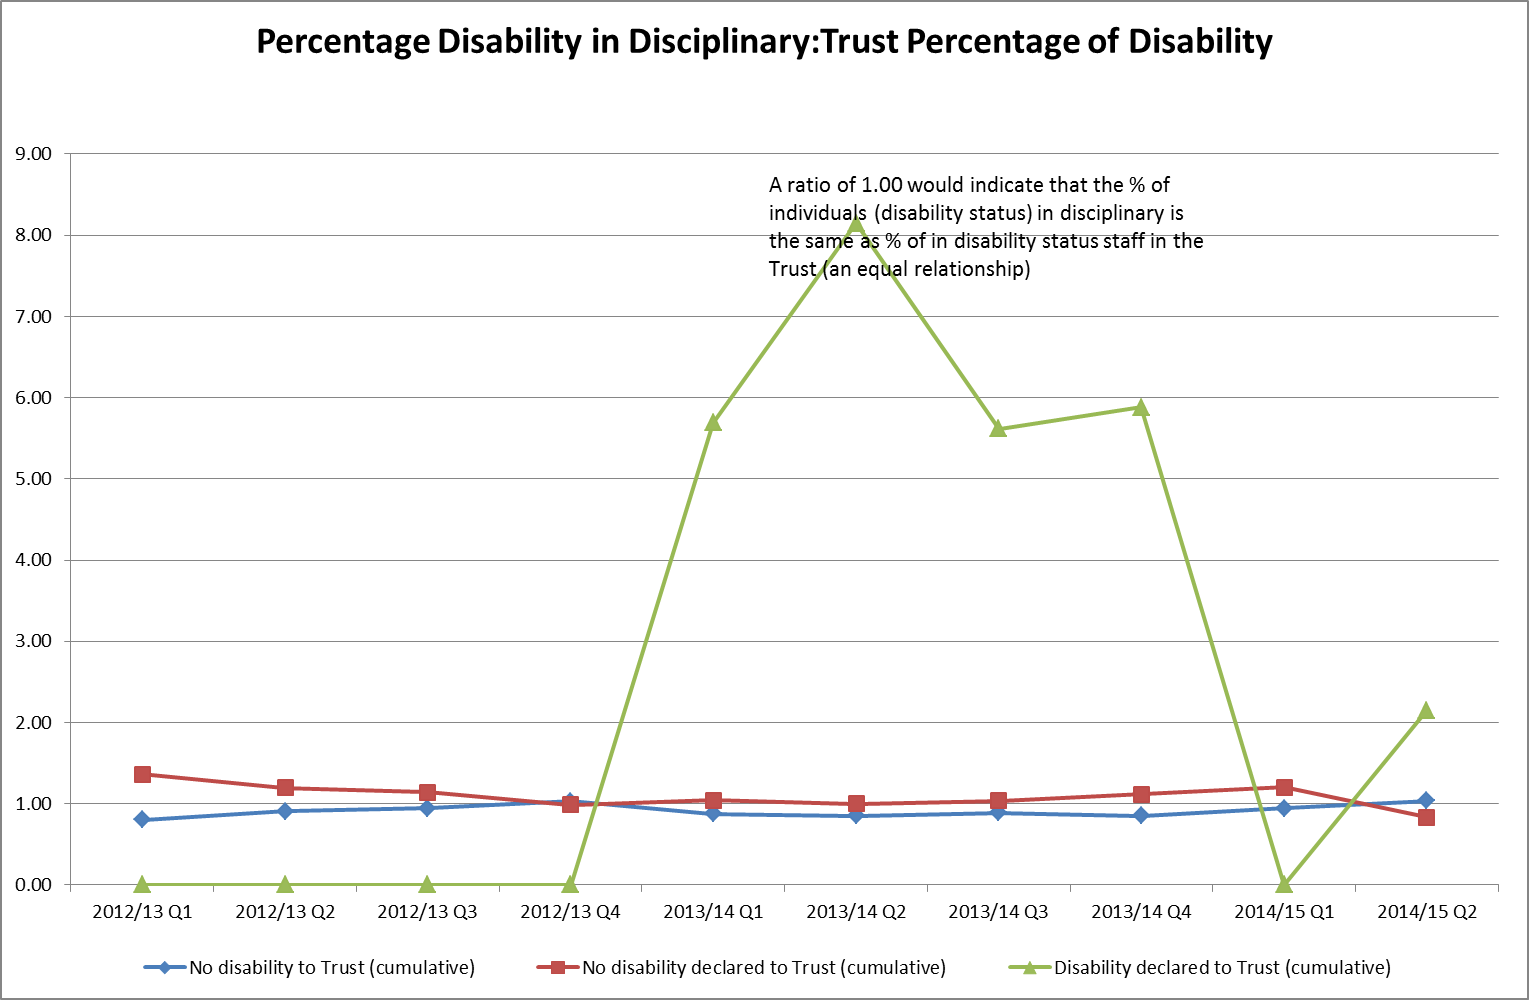 Percentage Disability in Disciplinary:Trust Percentage of Disability
9.00
8.00
7.00
6.00
5.00
4.00
3.00
2.00
1.00
0.00
A ratio of 1.00 would indicate that the % of
individuals (disability status) in disciplinary is
the same as % of in disability status staff in the
Trust (an equal relationship)
2012/13 Q1 2012/13 Q2 2012/13 Q3 2012/13 Q4 2013/14 Q1 2013/14 Q2 2013/14 Q3 2013/14 Q4 2014/15 Q1 2014/15 Q2
No disability to Trust (cumulative) No disability declared to Trust (cumulative) Disability declared to Trust (cumulative)